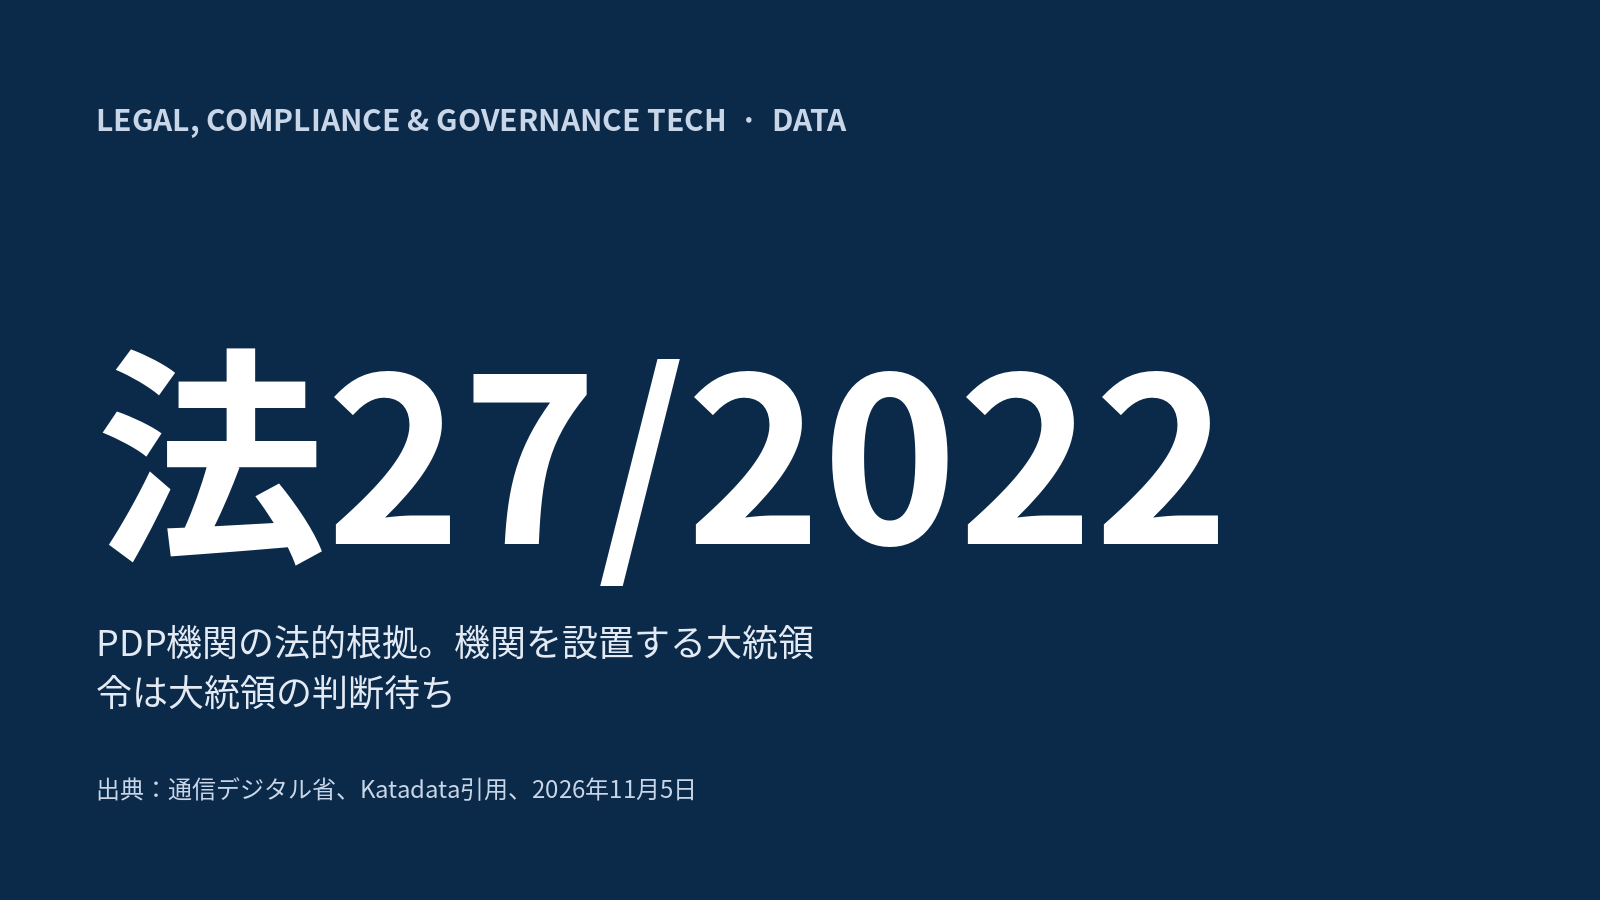 LEGAL, COMPLIANCE & GOVERNANCE TECH · DATA
法27/2022
PDP機関の法的根拠。機関を設置する大統領
令は大統領の判断待ち
出典：通信デジタル省、Katadata引用、2026年11月5日